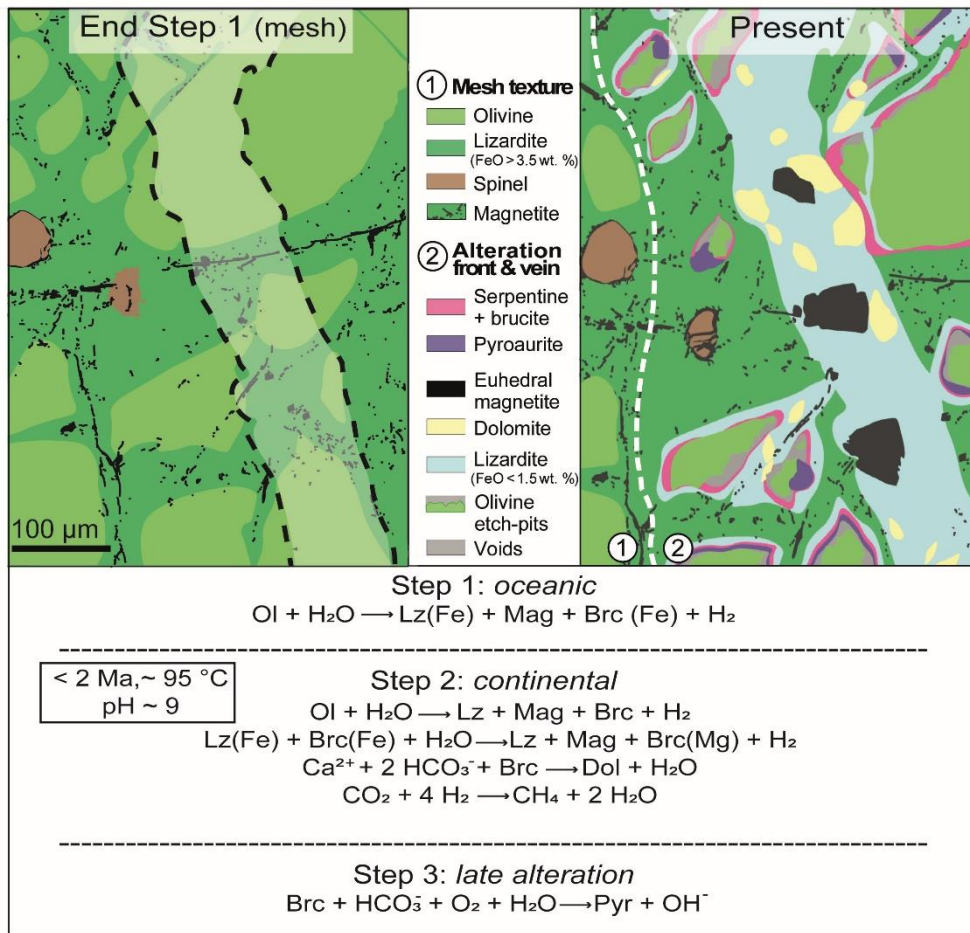 End Step 1 (mesh)
① Mesh texture
Olivine
Lizardite
(FeO > 3.5 wt. %)
Spinel
Magnetite
② Alteration
front & vein
Serpentine
+ brucite
Pyroaurite
Euhedral
magnetite
Dolomite
Lizardite
(FeO < 1.5 wt. %)
Olivine
etch-pits
Voids
Present
100 µm
① ②
Step 1: oceanic
Ol + H₂O → Lz(Fe) + Mag + Brc (Fe) + H₂
< 2 Ma,~ 95 °C
pH ~ 9
Step 2: continental
Ol + H₂O → Lz + Mag + Brc + H₂
Lz(Fe) + Brc(Fe) + H₂O → Lz + Mag + Brc(Mg) + H₂
Ca²⁺ + 2 HCO₃⁻ + Brc → Dol + H₂O
CO₂ + 4 H₂ → CH₄ + 2 H₂O
Step 3: late alteration
Brc + HCO₃⁻ + O₂ + H₂O → Pyr + OH⁻